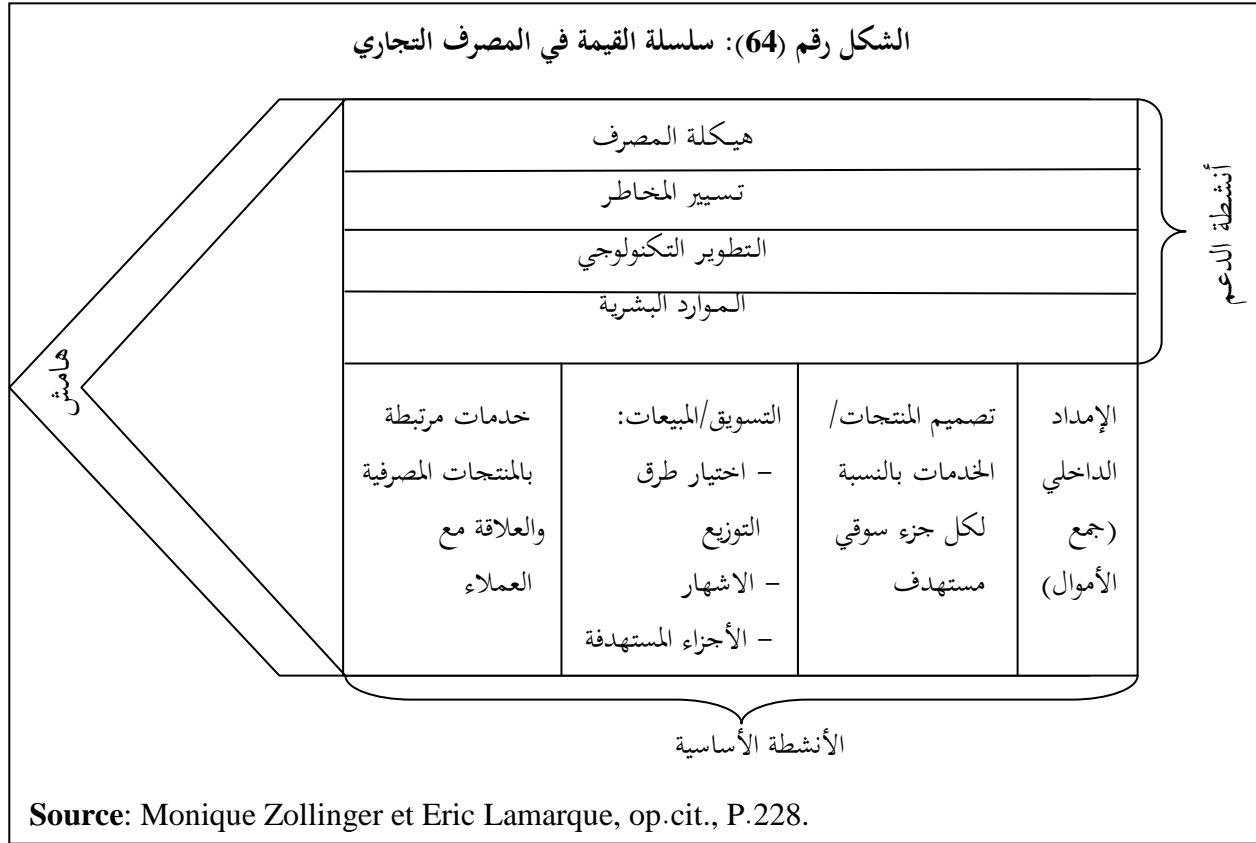 الشكل رقم (64): سلسلة القيمة في المصرف التجاري
هيكلة المصرف
تسيير المخاطر
التطوير التكنولوجي
الموارد البشرية
أنشطة الدعم
الإمداد
الداخلي
(جمع
الأموال)
تصميم المنتجات/
الخدمات بالنسبة
لكل جزء سوقي
مستهدف
التسويق/المبيعات:
- اختيار طرق
التوزيع
- الاشهار
- الأجزاء المستهدفة
خدمات مرتبطة
بالمنتجات المصرفية
والعلاقة مع
العملاء
هامش
الأنشطة الأساسية
Source: Monique Zollinger et Eric Lamarque, op.cit., P.228.